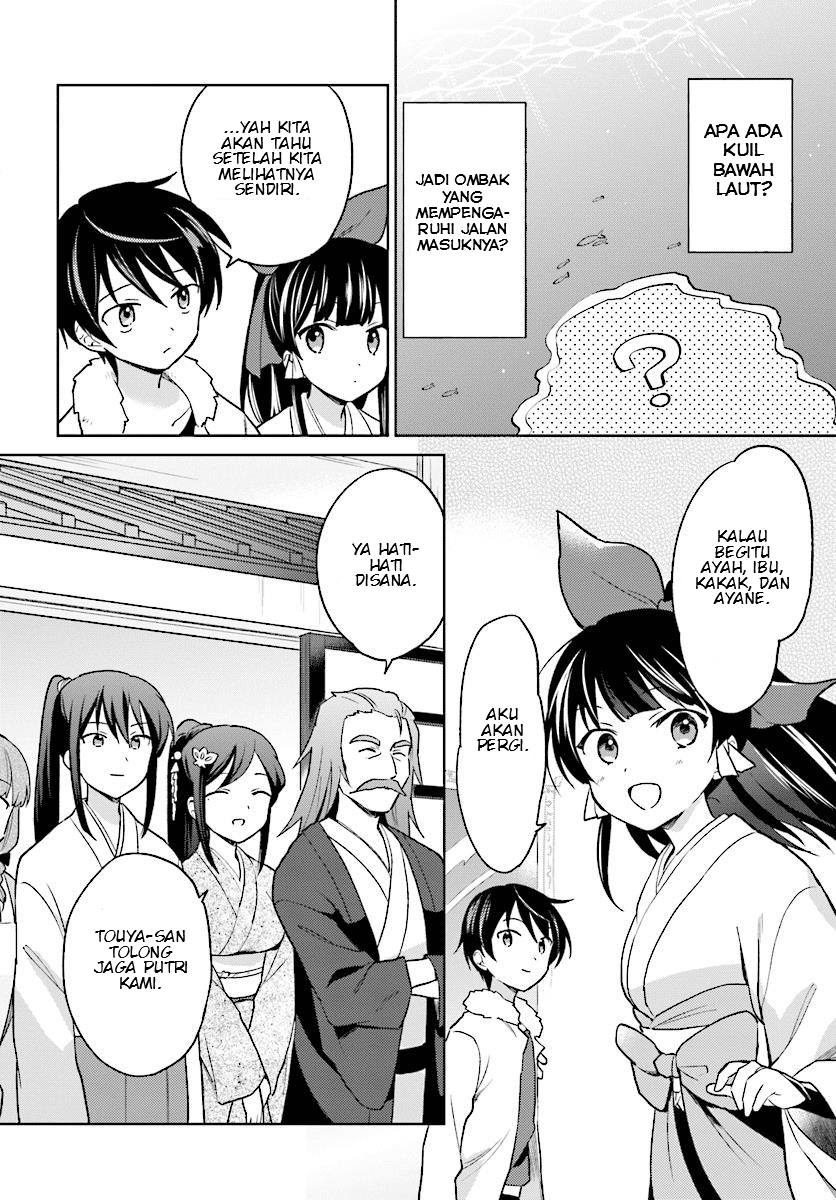 APA ADA
KUIL
BAWAH
LAUT?
JADI OMBAK
YANG
MEMPENGA-
RUHI JALAN
MASUKNYA?
?
...YAH KITA
AKAN TAHU
SETELAH KITA
MELIHATNYA
SENDIRI.
KALAU
BEGITU
AYAH, IBU,
KAKAK, DAN
AYANE.
AKU
AKAN
PERGI.
YA HATI-
HATI
DISANA.
TOUYA-SAN
TOLONG
JAGA PUTRI
KAMI.